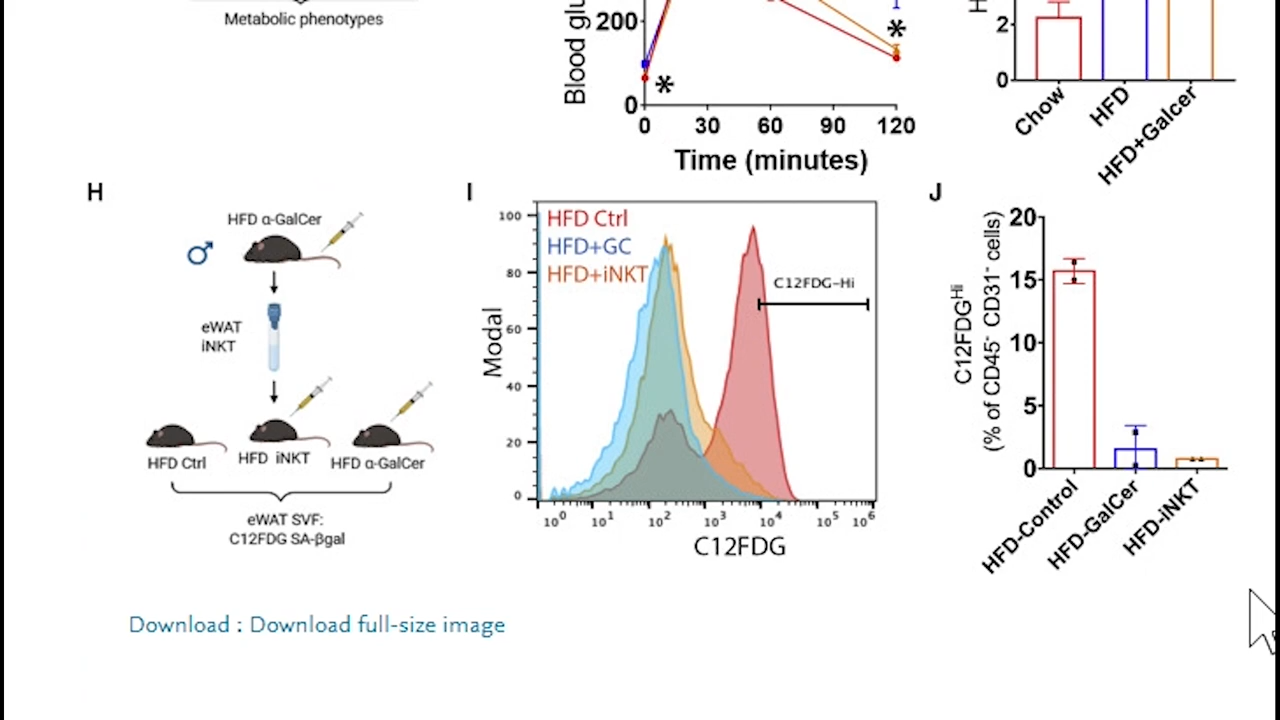 Metabolic phenotypes
Blood glu
200
0
0 30 60 90 120
Time (minutes)
*
*
H
2
0
Chow
HFD
HFD+Galcer
H
HFD α-GalCer
♂
eWAT
iNKT
HFD Ctrl
HFD iNKT
HFD α-GalCer
eWAT SVF:
C12FDG SA-βgal
I
HFD Ctrl
HFD+GC
HFD+iNKT
C12FDG-Hi
Modal
100
80
60
40
20
0
10⁰ 10¹ 10² 10³ 10⁴ 10⁵ 10⁶
C12FDG
J
C12FDGᴴⁱ
(% of CD45⁻ CD31⁻ cells)
20
15
10
5
0
HFD-Control
HFD-GalCer
HFD-iNKT
Download : Download full-size image